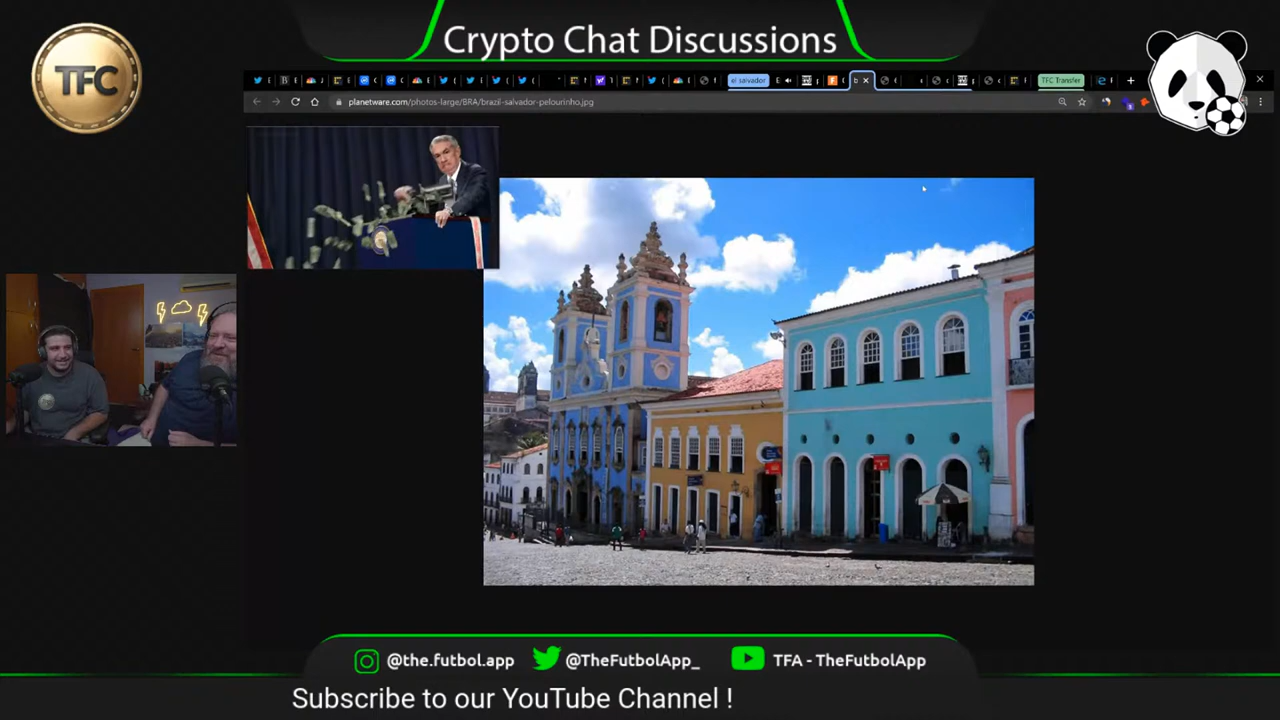 Crypto Chat Discussions
TFC
el salvador
TFC Transfer
planetware.com/photos-large/BRA/brazil-salvador-pelourinho.jpg
@the.futbol.app
@TheFutbolApp_
TFA - TheFutbolApp
Subscribe to our YouTube Channel !